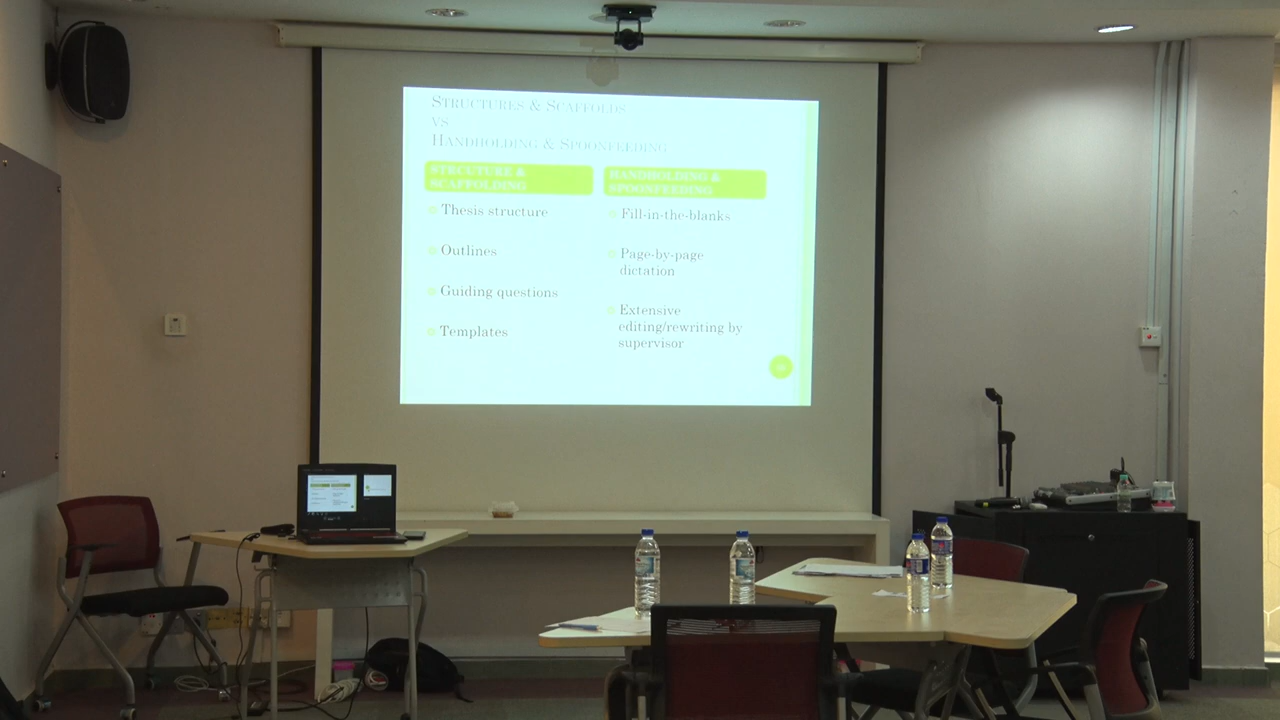 STRUCTURES & SCAFFOLDS
VS
HANDHOLDING & SPOONFEEDING
STRCUTURE &
SCAFFOLDING
Thesis structure
Outlines
Guiding questions
Templates
HANDHOLDING &
SPOONFEEDING
Fill-in-the-blanks
Page-by-page
dictation
Extensive
editing/rewriting by
supervisor